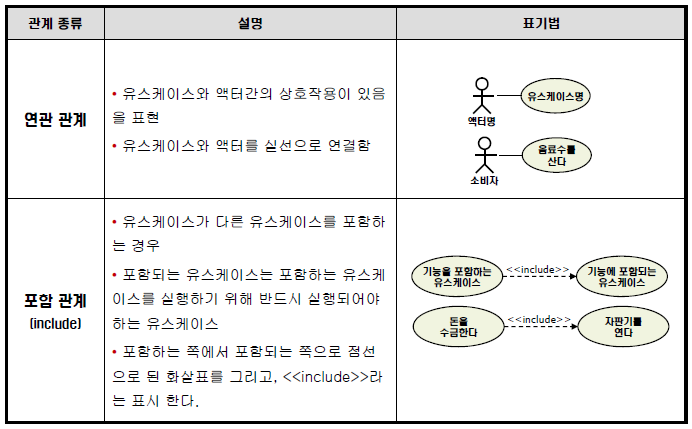 관계 종류
설명
표기법
연관 관계
• 유스케이스와 액터간의 상호작용이 있음
을 표현
• 유스케이스와 액터를 실선으로 연결함
유스케이스명
액터명
음료수를
산다
소비자
포함 관계
(include)
• 유스케이스가 다른 유스케이스를 포함하
는 경우
• 포함되는 유스케이스는 포함하는 유스케
이스를 실행하기 위해 반드시 실행되어야
하는 유스케이스
• 포함하는 쪽에서 포함되는 쪽으로 점선
으로 된 화살표를 그리고, <<include>>라
는 표시 한다.
기능을 포함하는
유스케이스
<<include>>
기능에 포함되는
유스케이스
돈을
수금한다
<<include>>
자판기를
연다